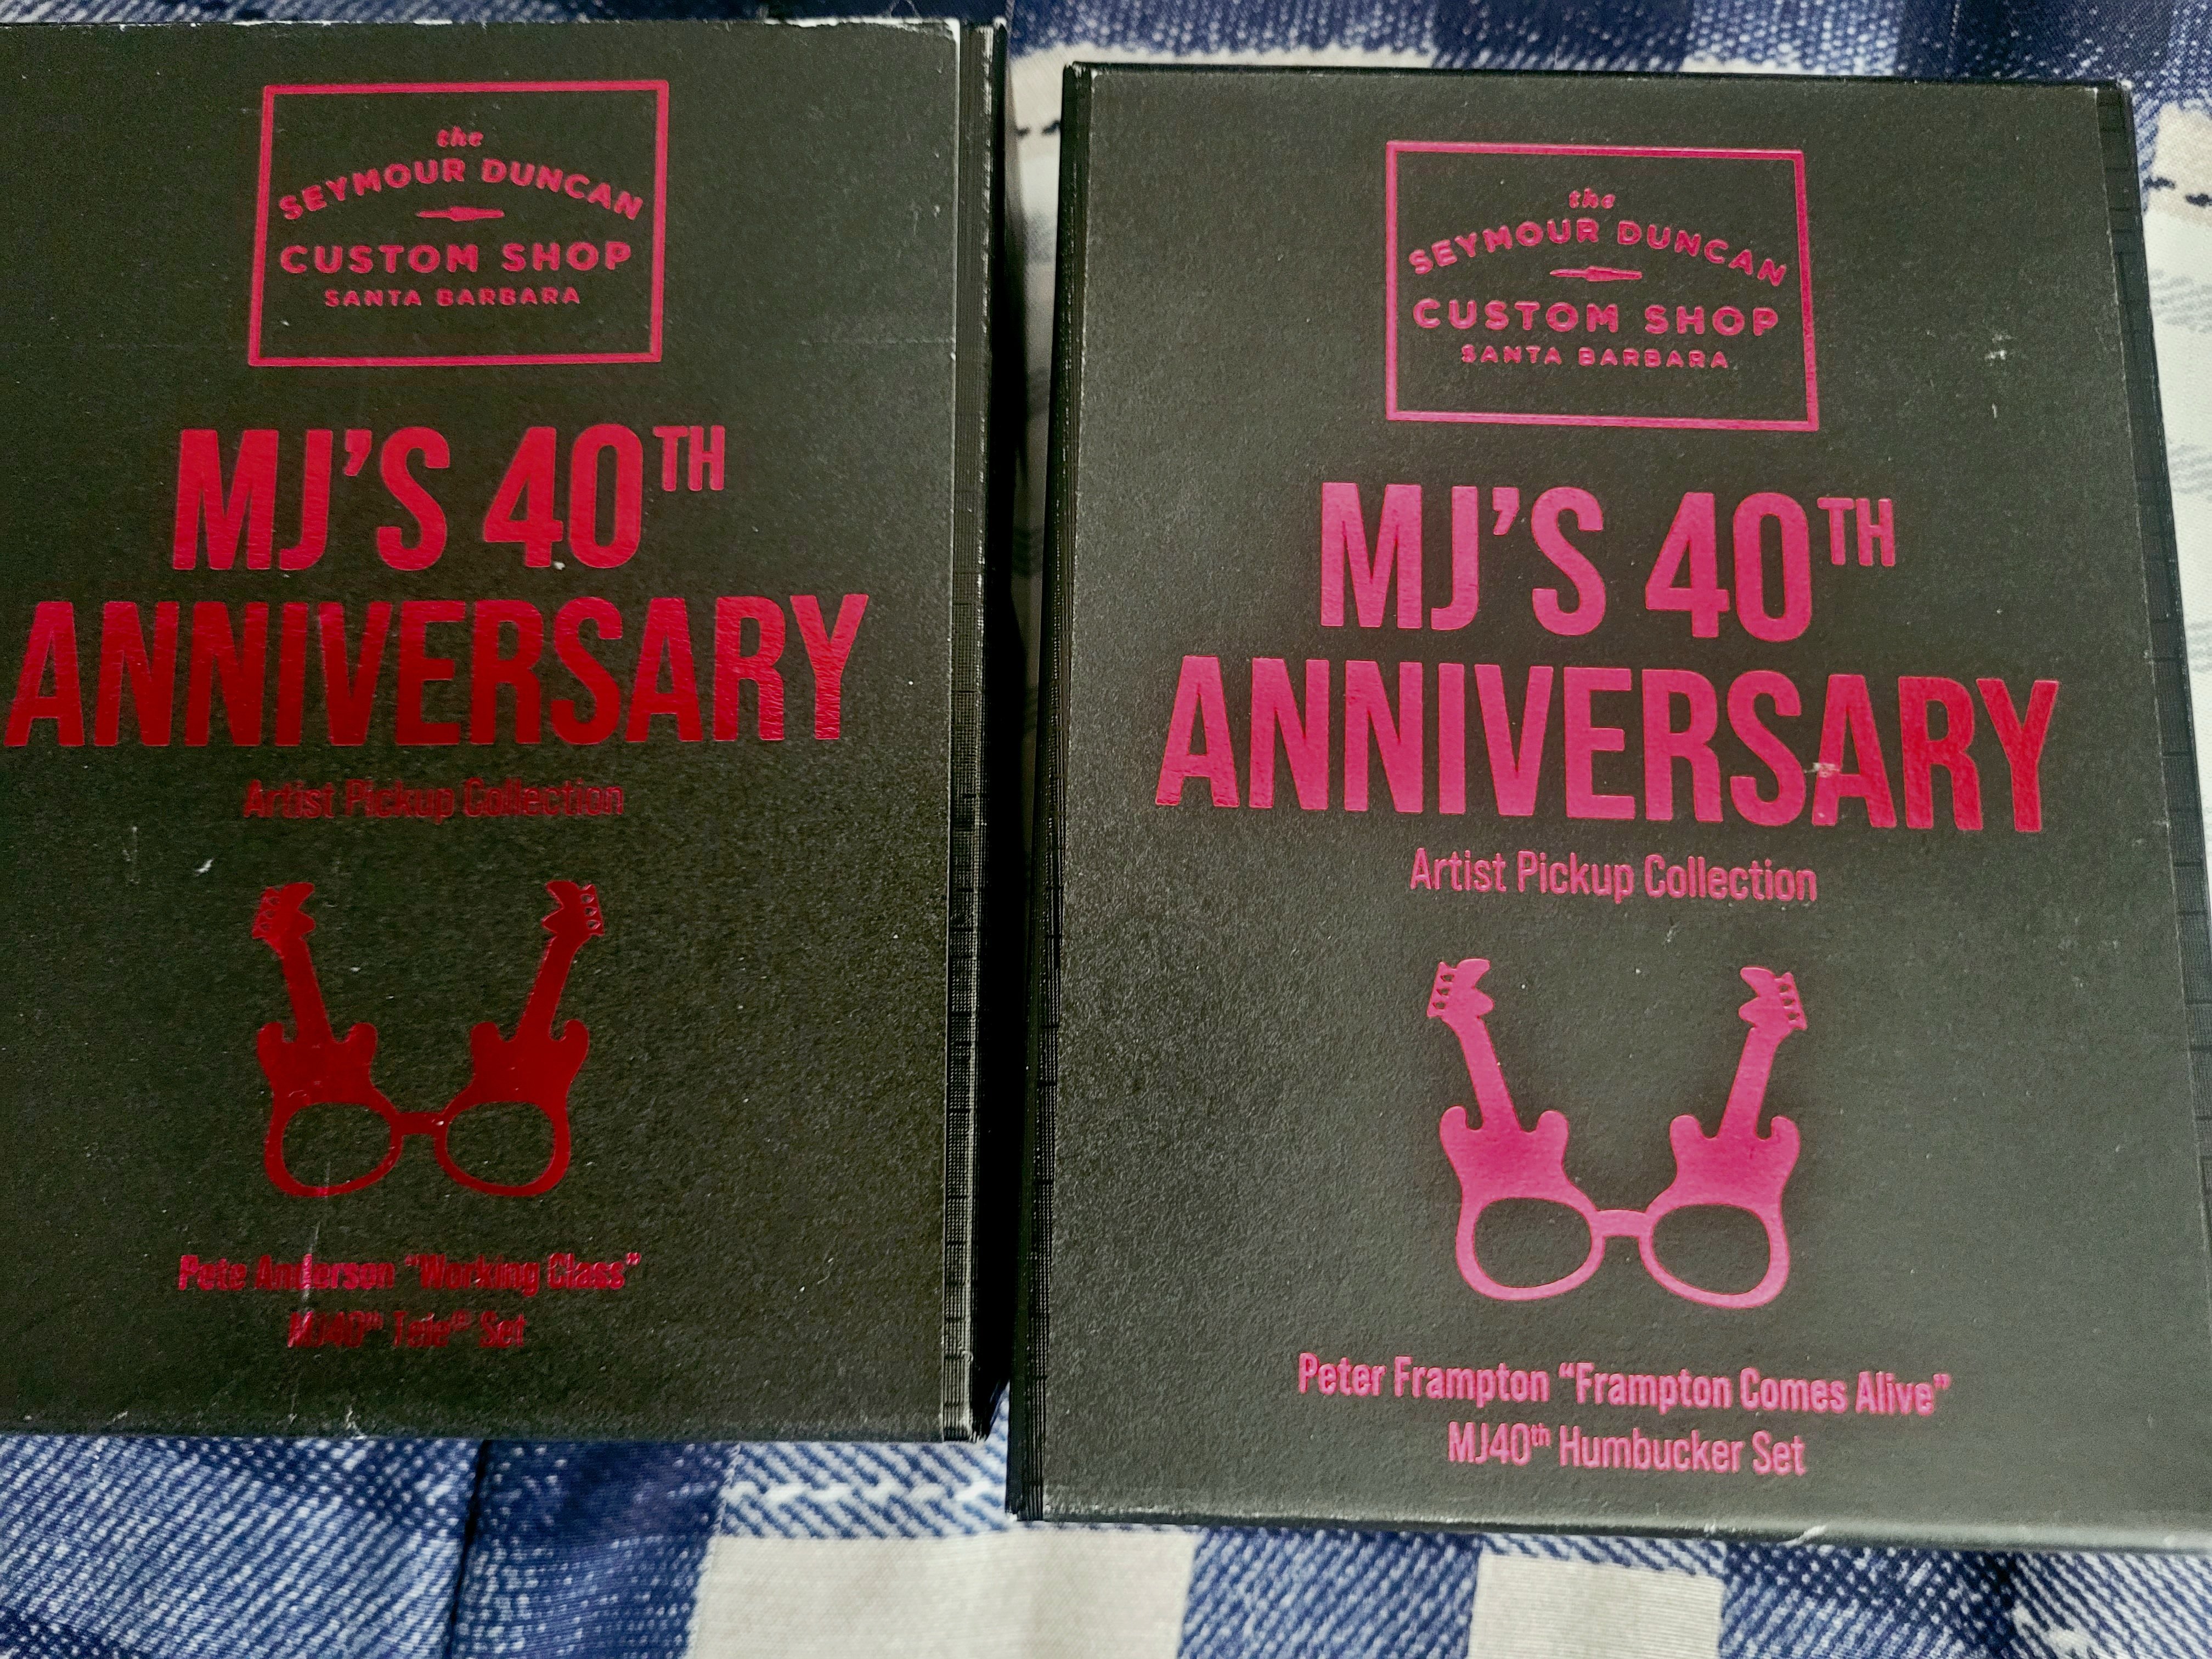 the
SEYMOUR DUNCAN
CUSTOM SHOP
SANTA BARBARA
MJ'S 40TH
ANNIVERSARY
Artist Pickup Collection
Pete Anderson "Working Class"
MJ40th Tele® Set
the
SEYMOUR DUNCAN
CUSTOM SHOP
SANTA BARBARA
MJ'S 40TH
ANNIVERSARY
Artist Pickup Collection
Peter Frampton "Frampton Comes Alive"
MJ40th Humbucker Set